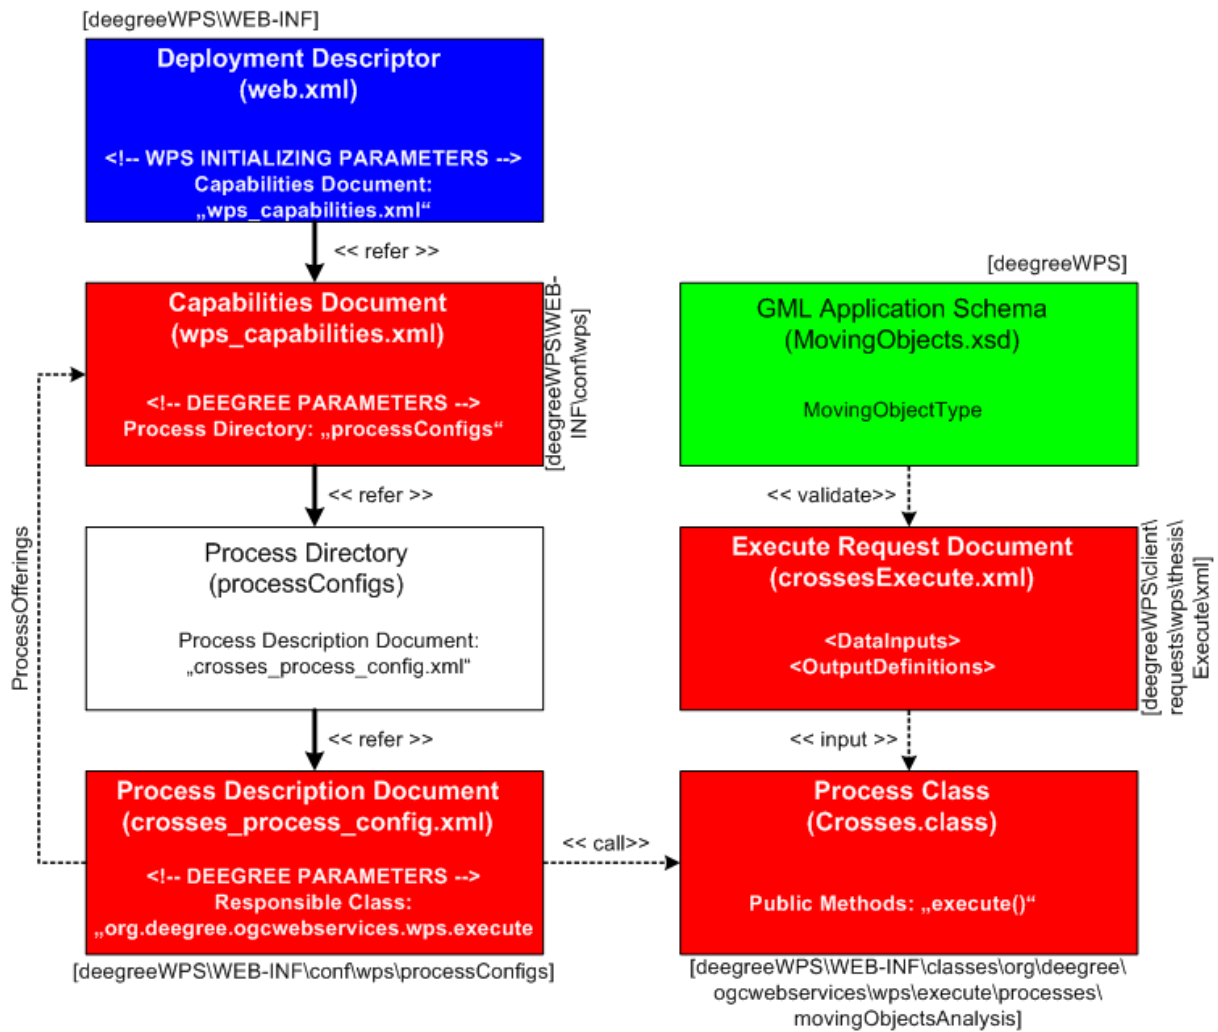 [deegreeWPS\WEB-INF]
Deployment Descriptor
(web.xml)
<!-- WPS INITIALIZING PARAMETERS -->
Capabilities Document:
„wps_capabilities.xml“
<< refer >>
Capabilities Document
(wps_capabilities.xml)
<!-- DEEGREE PARAMETERS -->
Process Directory: „processConfigs“
[deegreeWPS\WEB-
INF\conf\wps]
<< refer >>
Process Directory
(processConfigs)
Process Description Document:
„crosses_process_config.xml“
<< refer >>
Process Description Document
(crosses_process_config.xml)
<!-- DEEGREE PARAMETERS -->
Responsible Class:
„org.deegree.ogcwebservices.wps.execute
[deegreeWPS\WEB-INF\conf\wps\processConfigs]
ProcessOfferings
<< call>>
[deegreeWPS]
GML Application Schema
(MovingObjects.xsd)
MovingObjectType
<< validate>>
Execute Request Document
(crossesExecute.xml)
<DataInputs>
<OutputDefinitions>
[deegreeWPS\client\
requests\wps\thesis\
Execute\xml]
<< input >>
Process Class
(Crosses.class)
Public Methods: „execute()“
[deegreeWPS\WEB-INF\classes\org\deegree\
ogcwebservices\wps\execute\processes\
movingObjectsAnalysis]